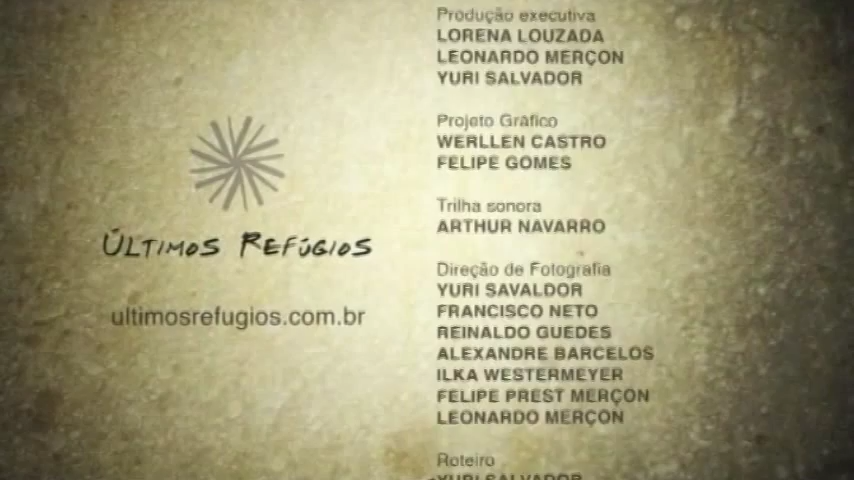 ÚLTIMOS REFÚGIOS
ultimosrefugios.com.br
Produção executiva
LORENA LOUZADA
LEONARDO MERÇON
YURI SALVADOR
Projeto Gráfico
WERLLEN CASTRO
FELIPE GOMES
Trilha sonora
ARTHUR NAVARRO
Direção de Fotografia
YURI SAVALDOR
FRANCISCO NETO
REINALDO GUEDES
ALEXANDRE BARCELOS
ILKA WESTERMEYER
FELIPE PREST MERÇON
LEONARDO MERÇON
Roteiro
YURI SALVADOR